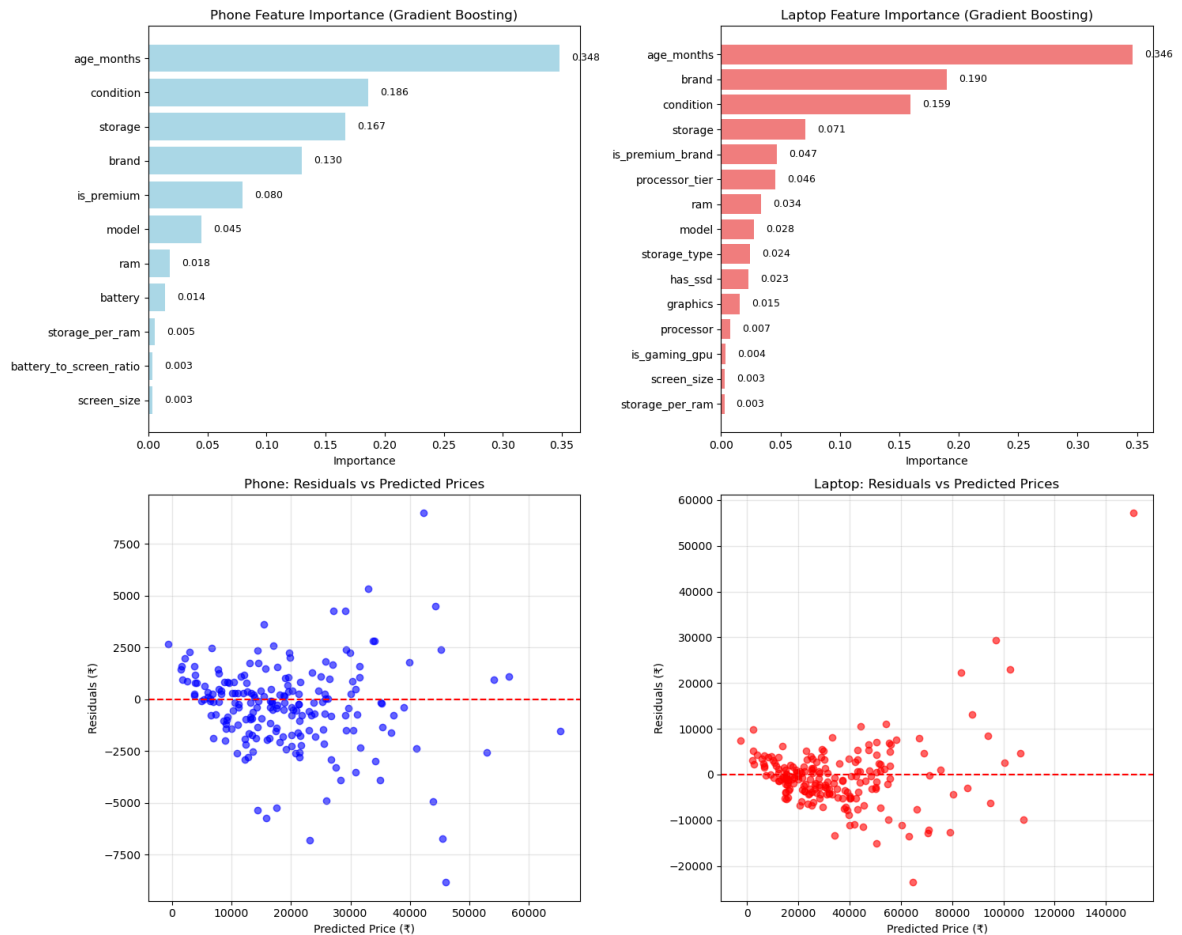 Phone Feature Importance (Gradient Boosting)
age_months
0.348
condition
0.186
storage
0.167
brand
0.130
is_premium
0.080
model
0.045
ram
0.018
battery
0.014
storage_per_ram
0.005
battery_to_screen_ratio
0.003
screen_size
0.003
0.00 0.05 0.10 0.15 0.20 0.25 0.30 0.35
Importance
Laptop Feature Importance (Gradient Boosting)
age_months
0.346
brand
0.190
condition
0.159
storage
0.071
is_premium_brand
0.047
processor_tier
0.046
ram
0.034
model
0.028
storage_type
0.024
has_ssd
0.023
graphics
0.015
processor
0.007
is_gaming_gpu
0.004
screen_size
0.003
storage_per_ram
0.003
0.00 0.05 0.10 0.15 0.20 0.25 0.30 0.35
Importance
Phone: Residuals vs Predicted Prices
Residuals (₹)
7500
5000
2500
0
−2500
−5000
−7500
0 10000 20000 30000 40000 50000 60000
Predicted Price (₹)
Laptop: Residuals vs Predicted Prices
Residuals (₹)
60000
50000
40000
30000
20000
10000
0
−10000
−20000
0 20000 40000 60000 80000 100000 120000 140000
Predicted Price (₹)